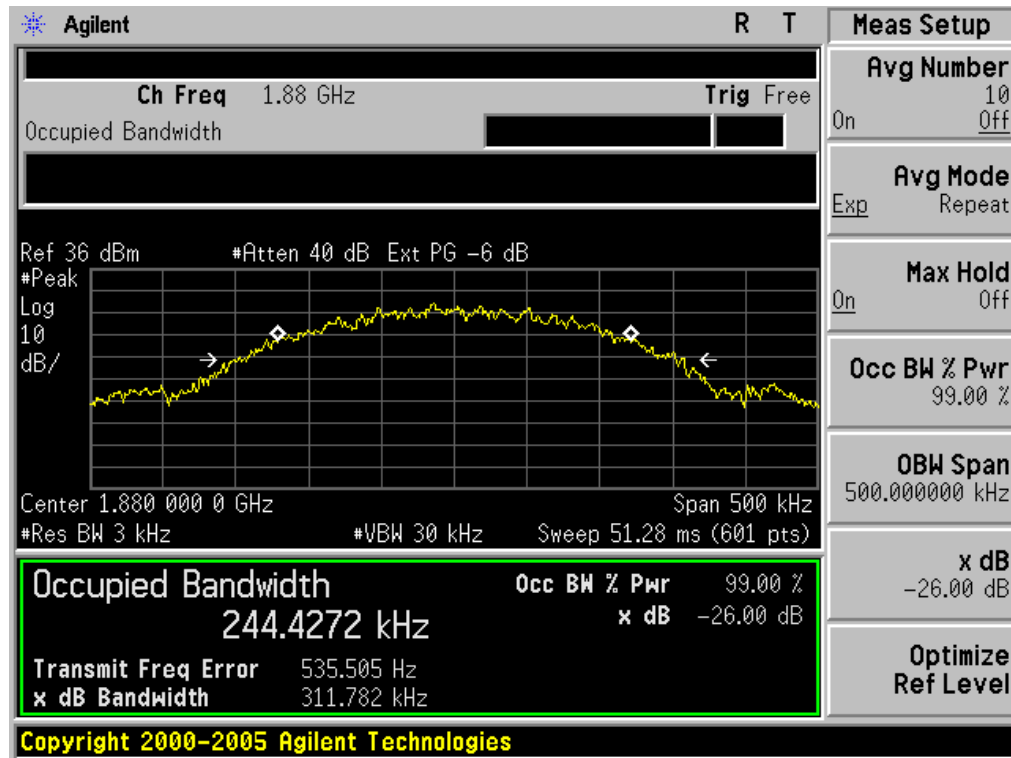 Agilent R T
Ch Freq 1.88 GHz Trig Free
Occupied Bandwidth
Ref 36 dBm #Atten 40 dB Ext PG -6 dB
#Peak
Log
10
dB/
Center 1.880 000 0 GHz Span 500 kHz
#Res BW 3 kHz #VBW 30 kHz Sweep 51.28 ms (601 pts)
Occupied Bandwidth Occ BW % Pwr 99.00 %
244.4272 kHz x dB -26.00 dB
Transmit Freq Error 535.505 Hz
x dB Bandwidth 311.782 kHz
Copyright 2000-2005 Agilent Technologies
Meas Setup
Avg Number
10
On Off
Avg Mode
Exp Repeat
Max Hold
On Off
Occ BW % Pwr
99.00 %
OBW Span
500.000000 kHz
x dB
-26.00 dB
Optimize
Ref Level